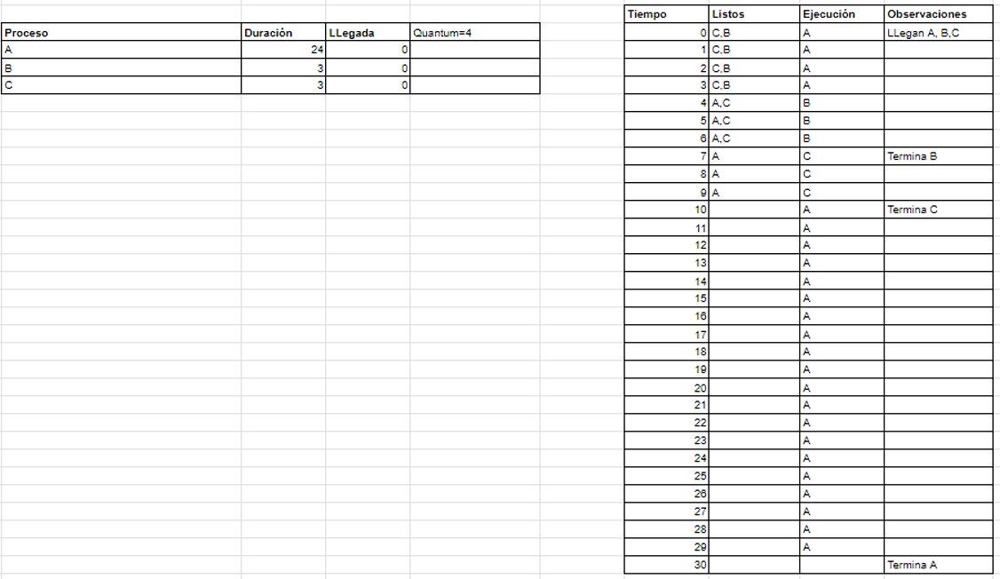 Proceso Duración LLegada Quantum=4
A 24 0
B 3 0
C 3 0
Tiempo Listos Ejecución Observaciones
0 C,B A LLegan A, B,C
1 C,B A
2 C,B A
3 C,B A
4 A,C B
5 A,C B
6 A,C B
7 A C Termina B
8 A C
9 A C
10 A Termina C
11 A
12 A
13 A
14 A
15 A
16 A
17 A
18 A
19 A
20 A
21 A
22 A
23 A
24 A
25 A
26 A
27 A
28 A
29 A
30 Termina A